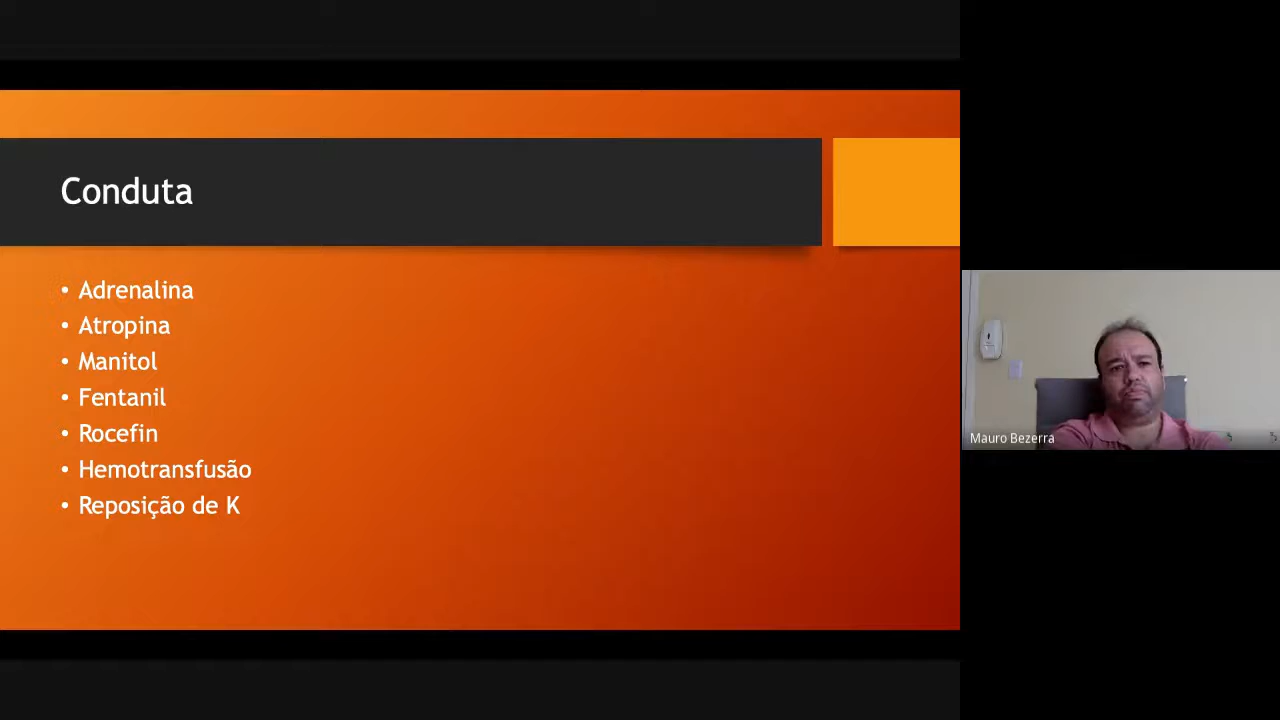 Conduta
• Adrenalina
• Atropina
• Manitol
• Fentanil
• Rocefin
• Hemotransfusão
• Reposição de K
Mauro Bezerra